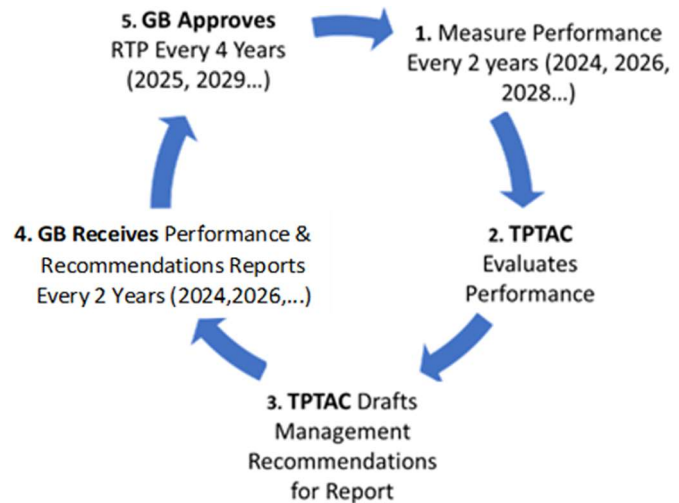 5. GB Approves
RTP Every 4 Years
(2025, 2029...)
1. Measure Performance
Every 2 years (2024, 2026,
2028...)
2. TPTAC
Evaluates
Performance
3. TPTAC Drafts
Management
Recommendations
for Report
4. GB Receives Performance &
Recommendations Reports
Every 2 Years (2024,2026,...)